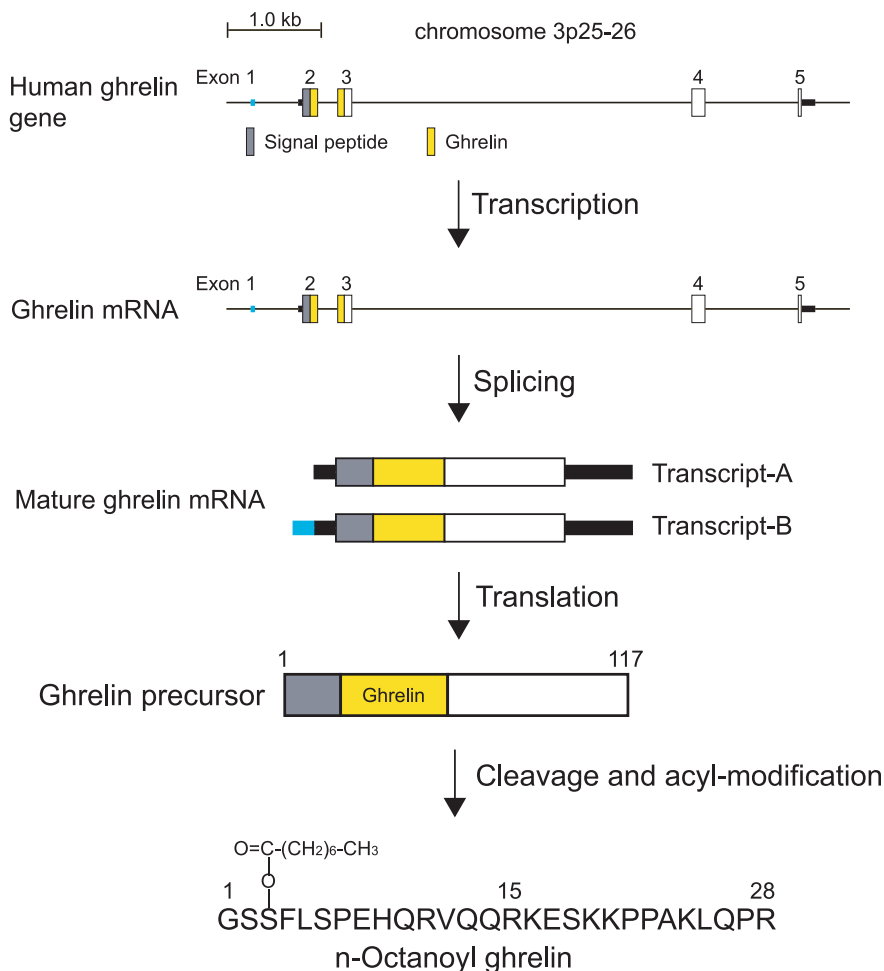 1.0 kb
chromosome 3p25-26
Human ghrelin
gene
Exon 1 2 3 4 5
Signal peptide Ghrelin
Transcription
Exon 1 2 3 4 5
Ghrelin mRNA
Splicing
Transcript-A
Mature ghrelin mRNA
Transcript-B
Translation
1 117
Ghrelin precursor Ghrelin
Cleavage and acyl-modification
O=C-(CH2)6-CH3
O
1 15 28
GSSFLSPEHQRVQQRKESKKPPAKLQPR
n-Octanoyl ghrelin